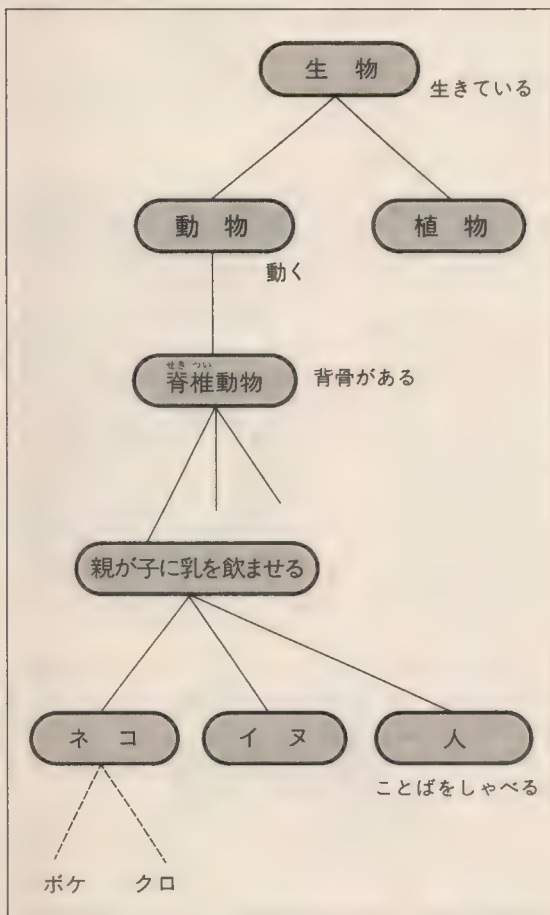 生物
生きている
動物
植物
動く
せきつい
脊椎動物
背骨がある
親が子に乳を飲ませる
ネコ
イヌ
人
ことばをしゃべる
ボケ
クロ